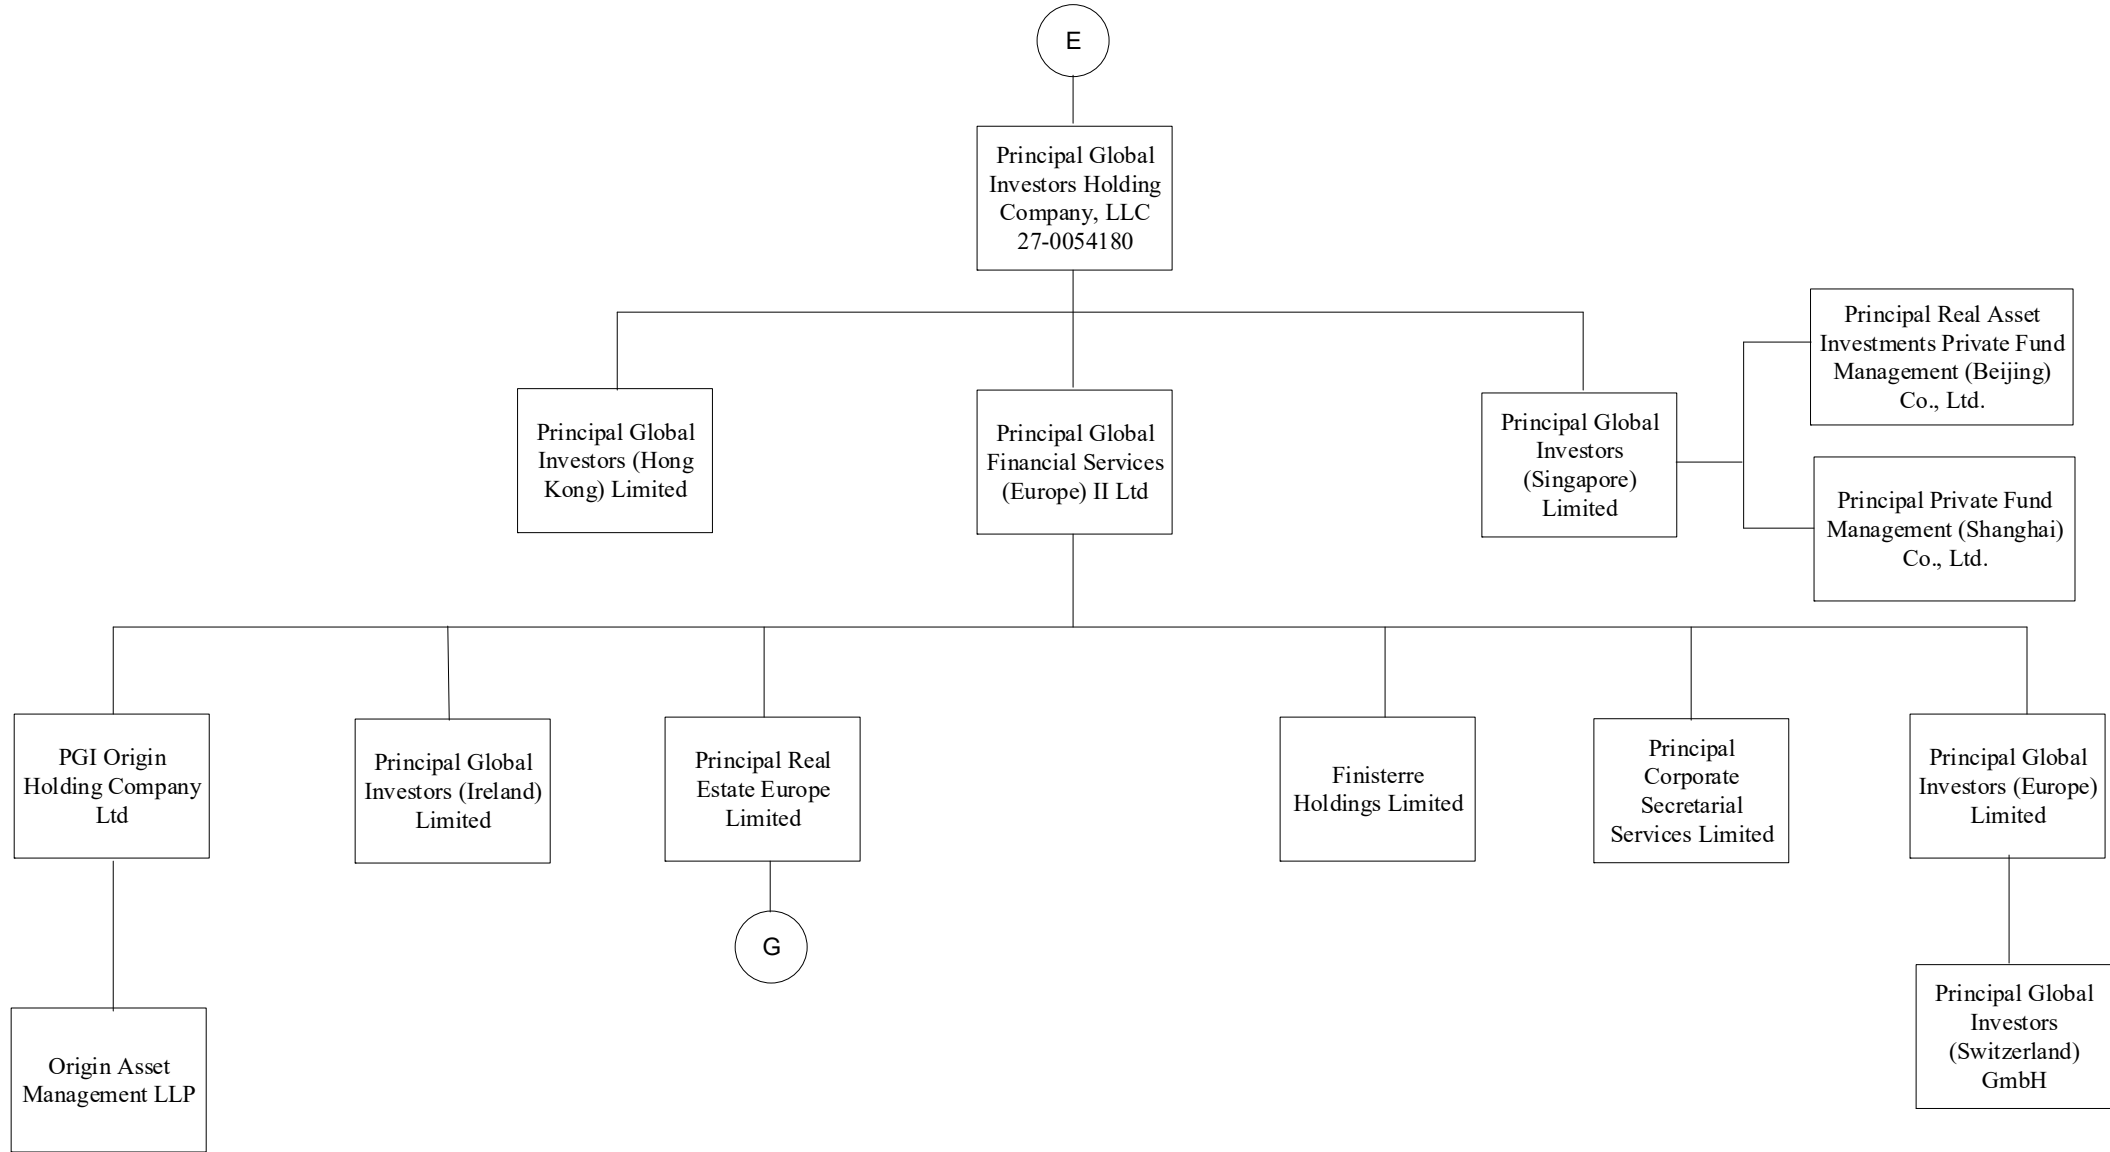 E
Principal Global
Investors Holding
Company, LLC
27-0054180
Principal Real Asset
Investments Private Fund
Management (Beijing)
Co., Ltd.
Principal Global
Investors (Hong
Kong) Limited
Principal Global
Financial Services
(Europe) II Ltd
Principal Global
Investors
(Singapore)
Limited
Principal Private Fund
Management (Shanghai)
Co., Ltd.
PGI Origin
Holding Company
Ltd
Principal Global
Investors (Ireland)
Limited
Principal Real
Estate Europe
Limited
Finisterre
Holdings Limited
Principal
Corporate
Secretarial
Services Limited
Principal Global
Investors (Europe)
Limited
G
Origin Asset
Management LLP
Principal Global
Investors
(Switzerland)
GmbH